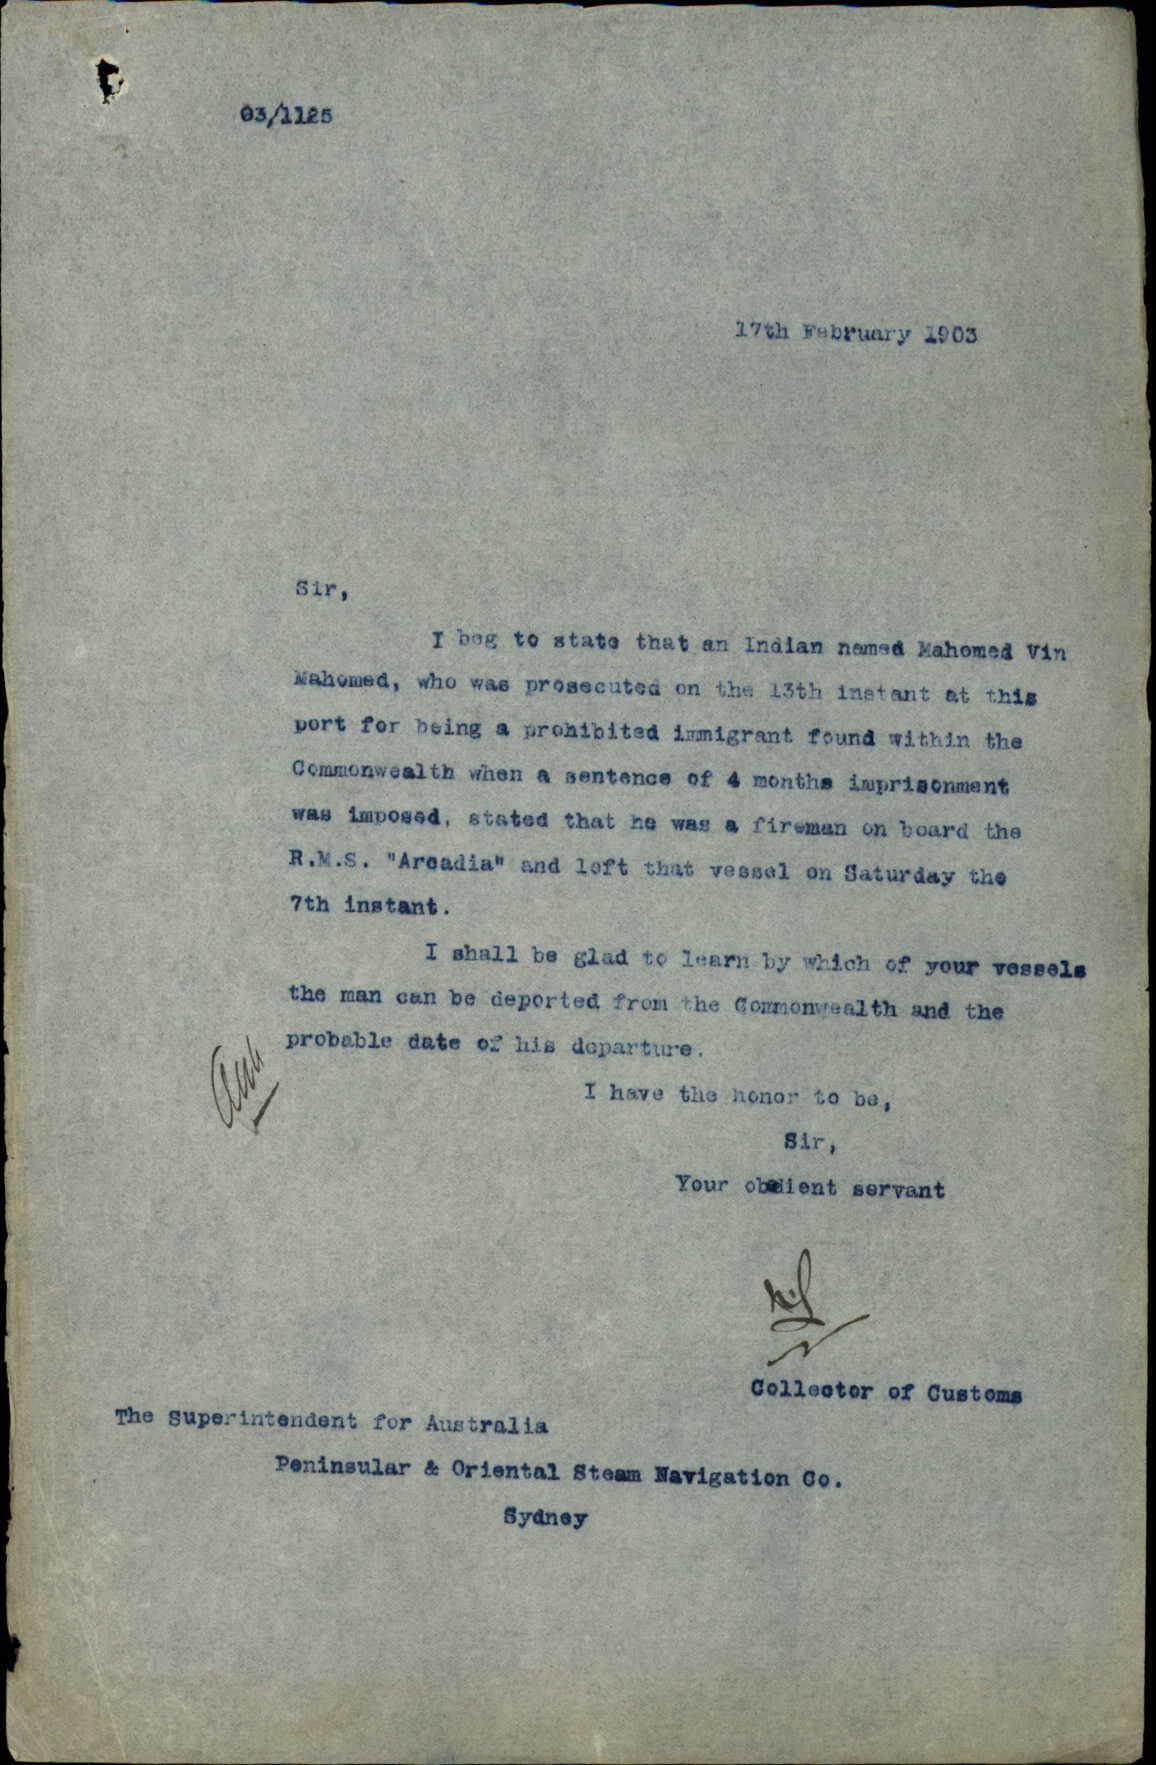 03/1125
17th February 1903
Sir,
I beg to state that an Indian named Mahomed Vin
Mahomed, who was prosecuted on the 13th instant at this
port for being a prohibited immigrant found within the
Commonwealth when a sentence of 4 months imprisonment
was imposed, stated that he was a fireman on board the
R.M.S. "Arcadia" and left that vessel on Saturday the
7th instant.
I shall be glad to learn by which of your vessels
the man can be deported from the Commonwealth and the
probable date of his departure.
I have the honor to be,
Sir,
Your obedient servant
Collector of Customs
The Superintendent for Australia
Peninsular & Oriental Steam Navigation Co.
Sydney